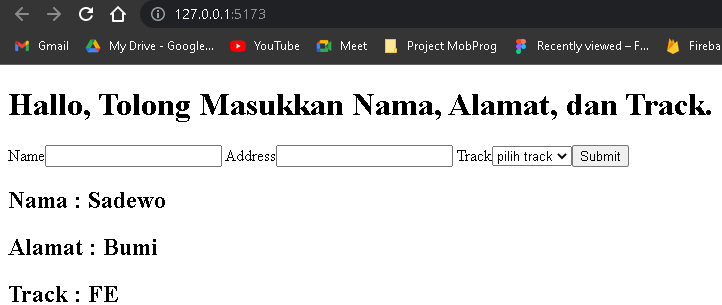 127.0.0.1:5173
Gmail My Drive - Google... YouTube Meet Project MobProg Recently viewed – F... Fireba
Hallo, Tolong Masukkan Nama, Alamat, dan Track.
Name Address Track pilih track Submit
Nama : Sadewo
Alamat : Bumi
Track : FE